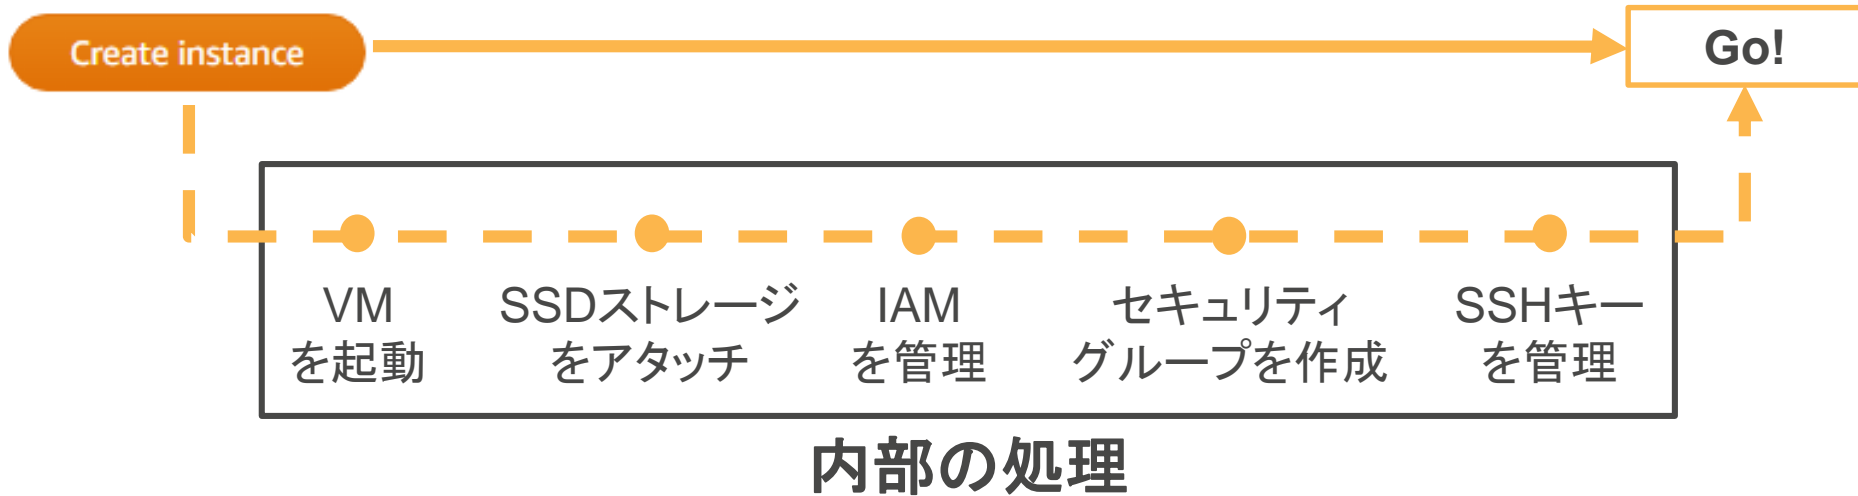 Create instance
Go!
VM
を起動
SSDストレージ
をアタッチ
IAM
を管理
セキュリティ
グループを作成
SSHキー
を管理
内部の処理